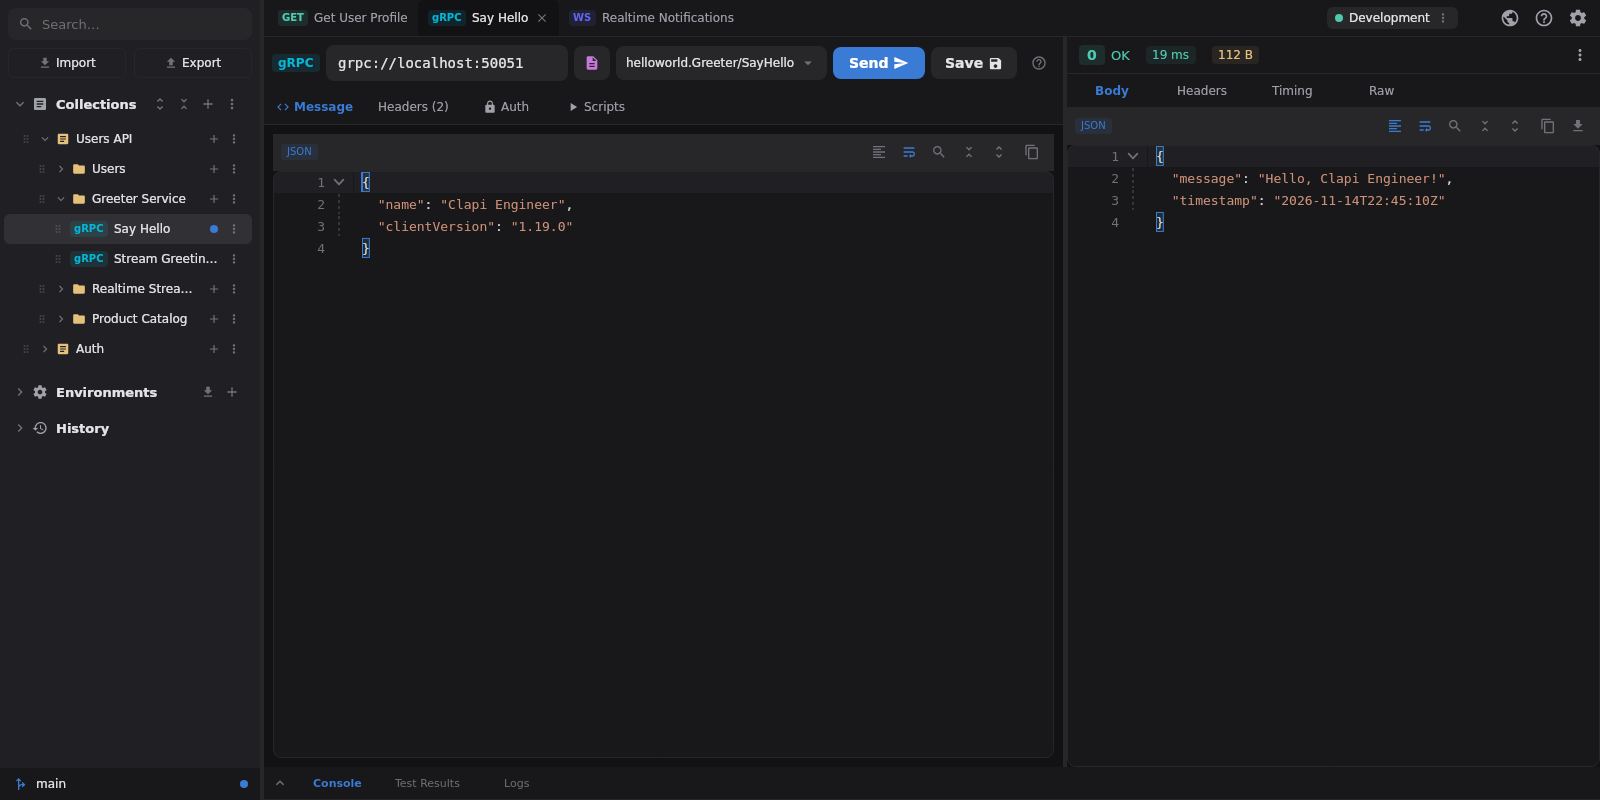 Search...
Import
Export
Collections
Users API
Users
Greeter Service
gRPC Say Hello
gRPC Stream Greetin...
Realtime Strea...
Product Catalog
Auth
Environments
History
main
GET Get User Profile
gRPC Say Hello
WS Realtime Notifications
Development
gRPC
grpc://localhost:50051
helloworld.Greeter/SayHello
Send
Save
Message
Headers (2)
Auth
Scripts
JSON
1 {
2 "name": "Clapi Engineer",
3 "clientVersion": "1.19.0"
4 }
0 OK
19 ms
112 B
Body
Headers
Timing
Raw
JSON
1 {
2 "message": "Hello, Clapi Engineer!",
3 "timestamp": "2026-11-14T22:45:10Z"
4 }
Console
Test Results
Logs